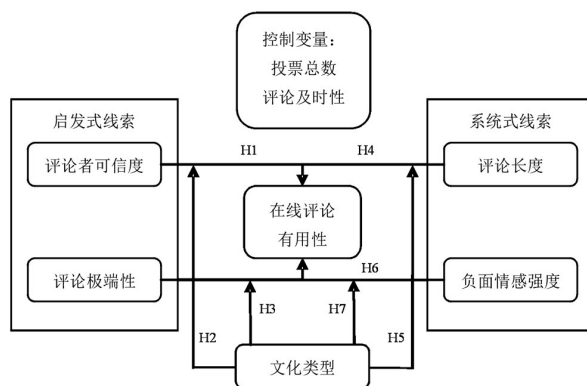 控制变量：
投票总数
评论及时性
启发式线索
系统式线索
评论者可信度
H1
H4
评论长度
在线评论
有用性
评论极端性
H6
负面情感强度
H3
H7
H2
H5
文化类型